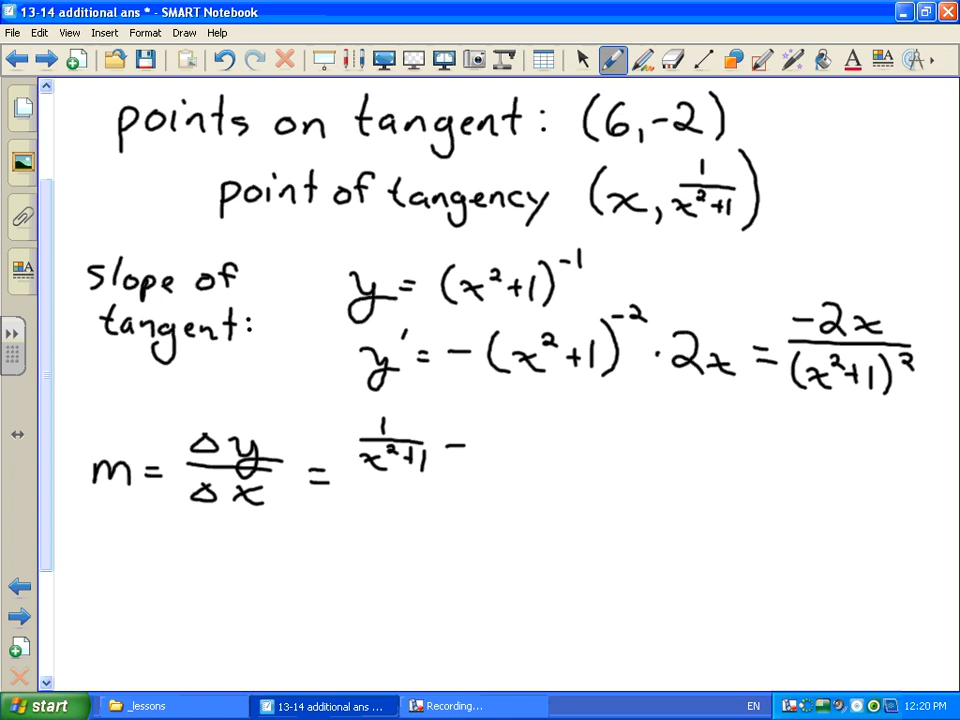 13-14 additional ans * - SMART Notebook
File Edit View Insert Format Draw Help
points on tangent: (6, -2)
point of tangency (x, 1/(x²+1))
slope of tangent:
y = (x²+1)⁻¹
y' = -(x²+1)⁻² · 2x = -2x/(x²+1)²
m = Δy/Δx = 1/(x²+1) -
start _lessons 13-14 additional ans ... Recording... EN 12:20 PM